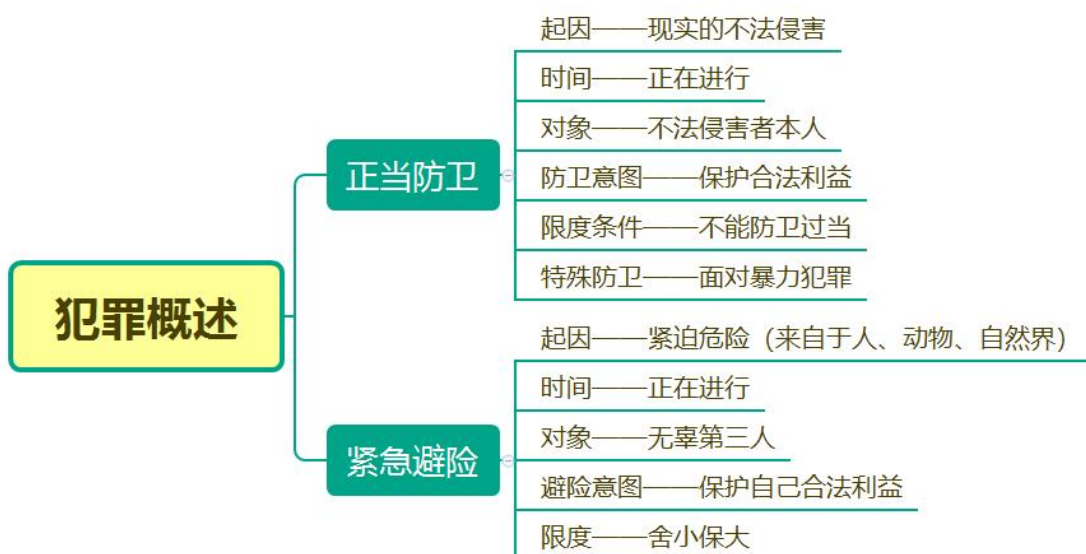 犯罪概述
正当防卫
起因——现实的不法侵害
时间——正在进行
对象——不法侵害者本人
防卫意图——保护合法利益
限度条件——不能防卫过当
特殊防卫——面对暴力犯罪
紧急避险
起因——紧迫危险（来自于人、动物、自然界）
时间——正在进行
对象——无辜第三人
避险意图——保护自己合法利益
限度——舍小保大